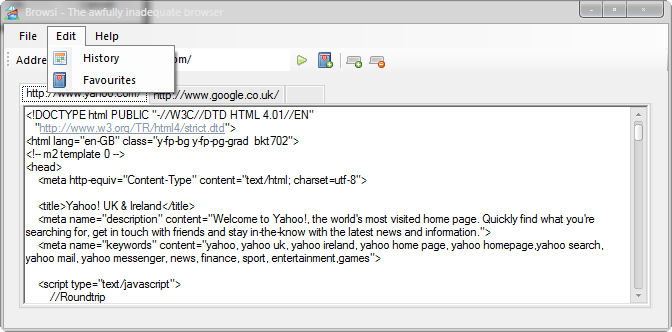 Browsi - The awfully inadequate browser
File Edit Help
Addre om/
History
Favourites
http://www.yahoo.com/ http://www.google.co.uk/
<!DOCTYPE html PUBLIC "-//W3C//DTD HTML 4.01//EN"
"http://www.w3.org/TR/html4/strict.dtd">
<html lang="en-GB" class="y-fp-bg y-fp-pg-grad bkt702">
<!-- m2 template 0 -->
<head>
<meta http-equiv="Content-Type" content="text/html; charset=utf-8">
<title>Yahoo! UK & Ireland</title>
<meta name="description" content="Welcome to Yahoo!, the world's most visited home page. Quickly find what you're
searching for, get in touch with friends and stay in-the-know with the latest news and information.">
<meta name="keywords" content="yahoo, yahoo uk, yahoo ireland, yahoo home page, yahoo homepage,yahoo search,
yahoo mail, yahoo messenger, news, finance, sport, entertainment,games">
<script type="text/javascript">
//Roundtrip